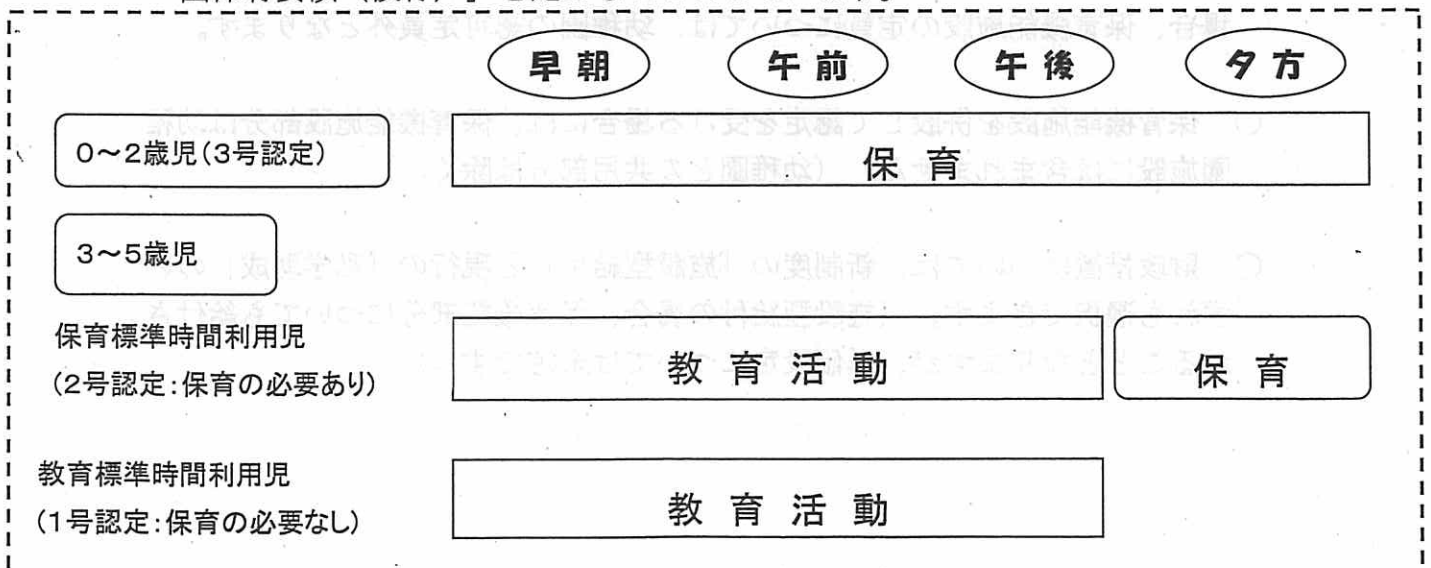 早朝 午前 午後 夕方
0~2歳児(3号認定) 保育
3~5歳児
保育標準時間利用児
(2号認定:保育の必要あり) 教育活動 保育
教育標準時間利用児
(1号認定:保育の必要なし) 教育活動